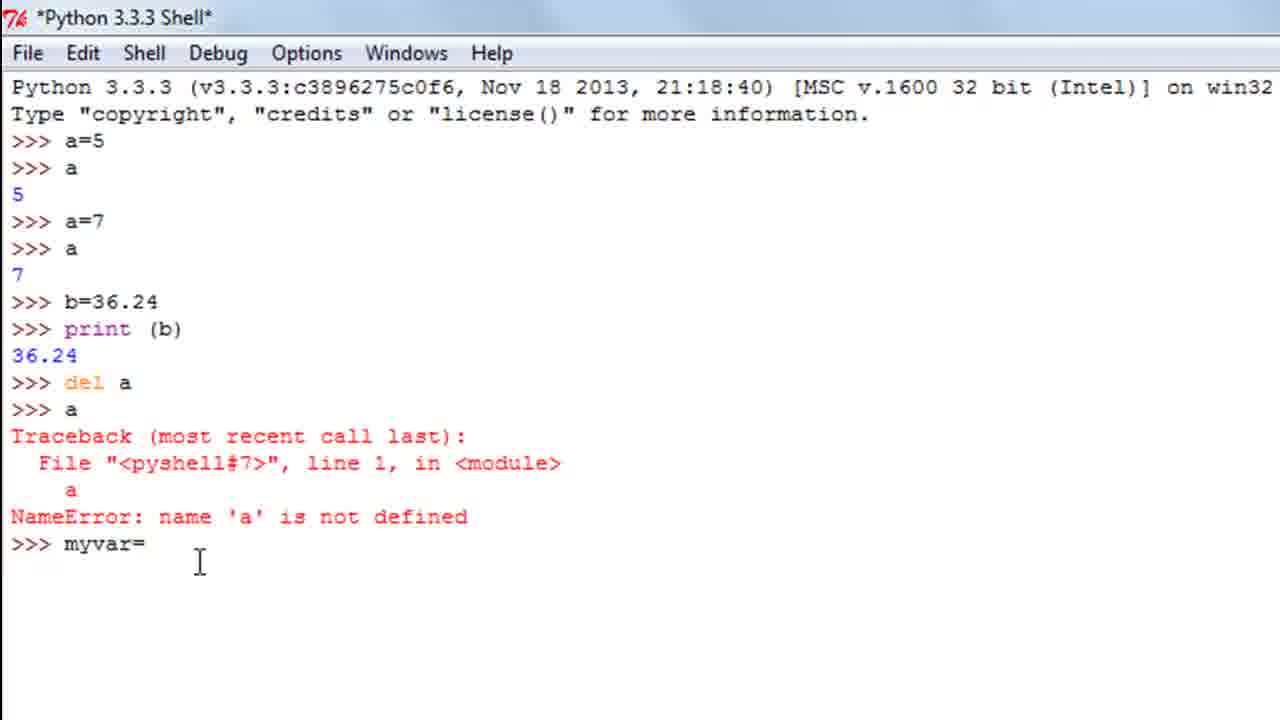 *Python 3.3.3 Shell*
File Edit Shell Debug Options Windows Help
Python 3.3.3 (v3.3.3:c3896275c0f6, Nov 18 2013, 21:18:40) [MSC v.1600 32 bit (Intel)] on win32
Type "copyright", "credits" or "license()" for more information.
>>> a=5
>>> a
5
>>> a=7
>>> a
7
>>> b=36.24
>>> print (b)
36.24
>>> del a
>>> a
Traceback (most recent call last):
  File "<pyshell#7>", line 1, in <module>
    a
NameError: name 'a' is not defined
>>> myvar=